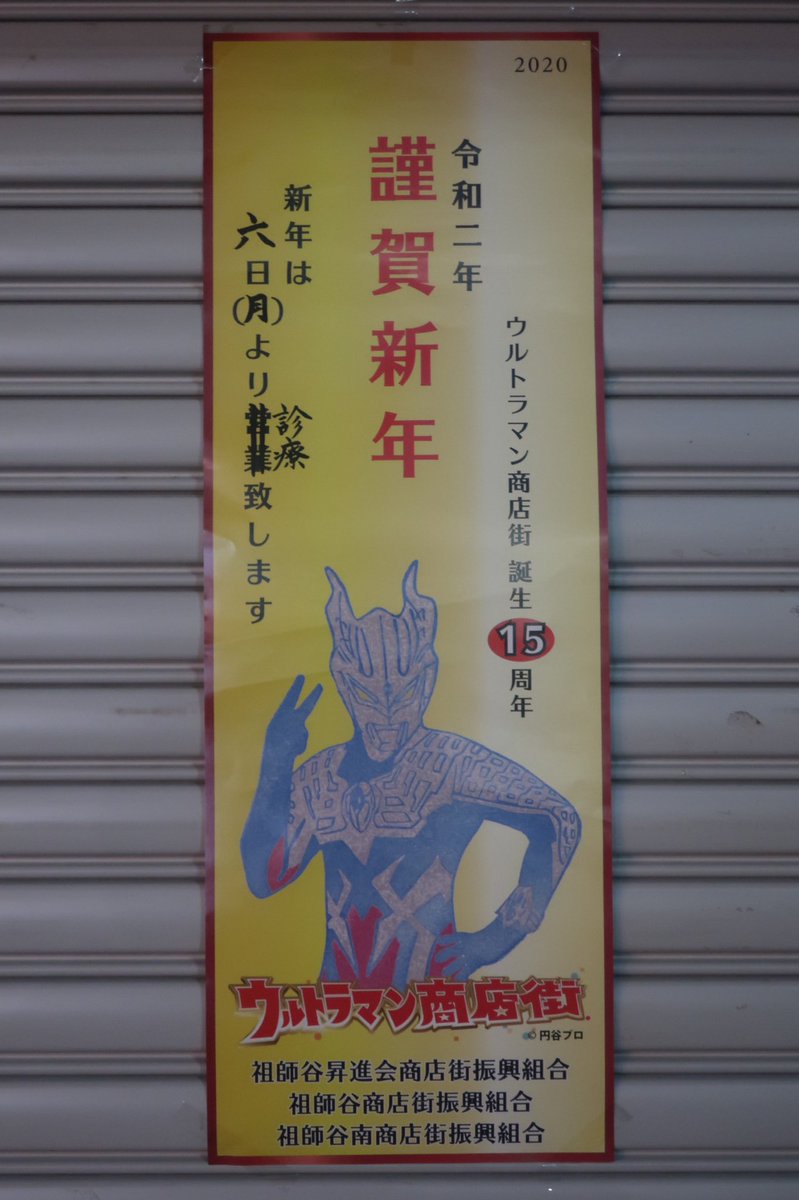 2020
ウルトラマン商店街 誕生15周年
令和二年
謹賀新年
新年は
六日(月)より営業致します
診療
ウルトラマン商店街
円谷プロ
祖師谷昇進会商店街振興組合
祖師谷商店街振興組合
祖師谷南商店街振興組合